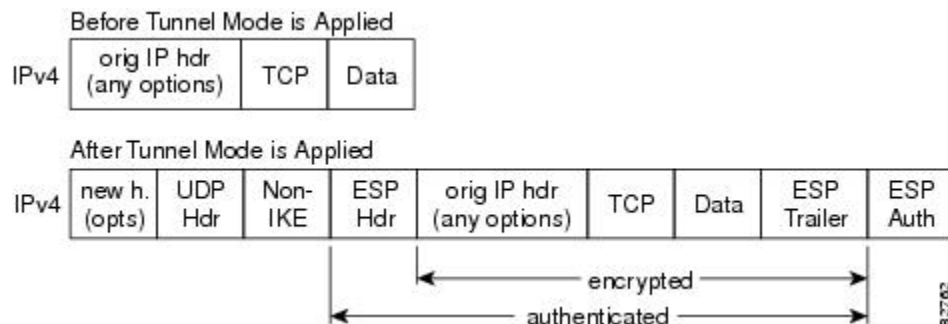 Before Tunnel Mode is Applied
IPv4
orig IP hdr
(any options)
TCP
Data
After Tunnel Mode is Applied
IPv4
new h.
(opts)
UDP
Hdr
Non-
IKE
ESP
Hdr
orig IP hdr
(any options)
TCP
Data
ESP
Trailer
ESP
Auth
encrypted
authenticated